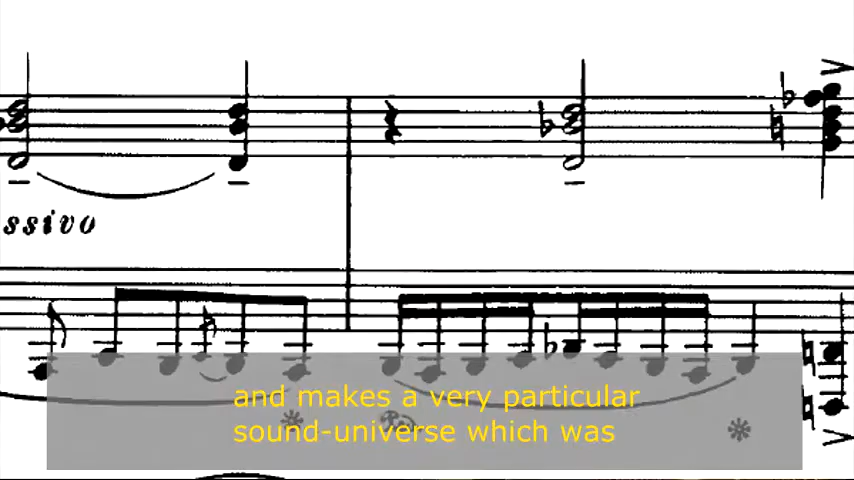 ssivo
and makes a very particular
sound-universe which was